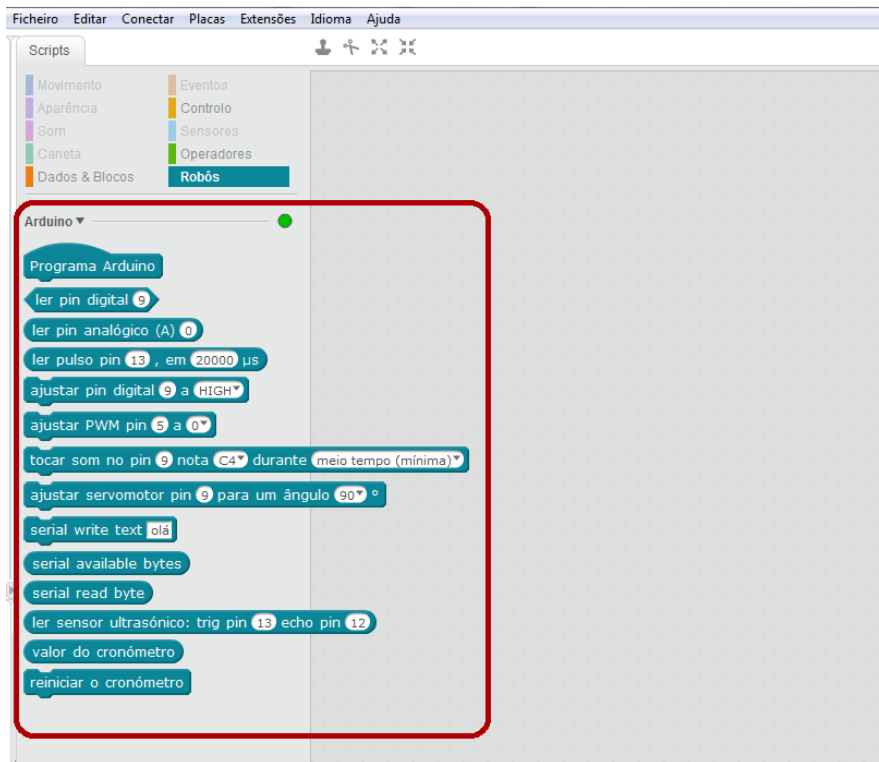 Ficheiro Editar Conectar Placas Extensões Idioma Ajuda
Scripts
Movimento Eventos
Aparência Controlo
Som Sensores
Caneta Operadores
Dados & Blocos Robôs
Arduino
Programa Arduino
ler pin digital 9
ler pin analógico (A) 0
ler pulso pin 13 , em 20000 µs
ajustar pin digital 9 a HIGH
ajustar PWM pin 5 a 0
tocar som no pin 9 nota C4 durante meio tempo (mínima)
ajustar servomotor pin 9 para um ângulo 90 º
serial write text olá
serial available bytes
serial read byte
ler sensor ultrasónico: trig pin 13 echo pin 12
valor do cronómetro
reiniciar o cronómetro